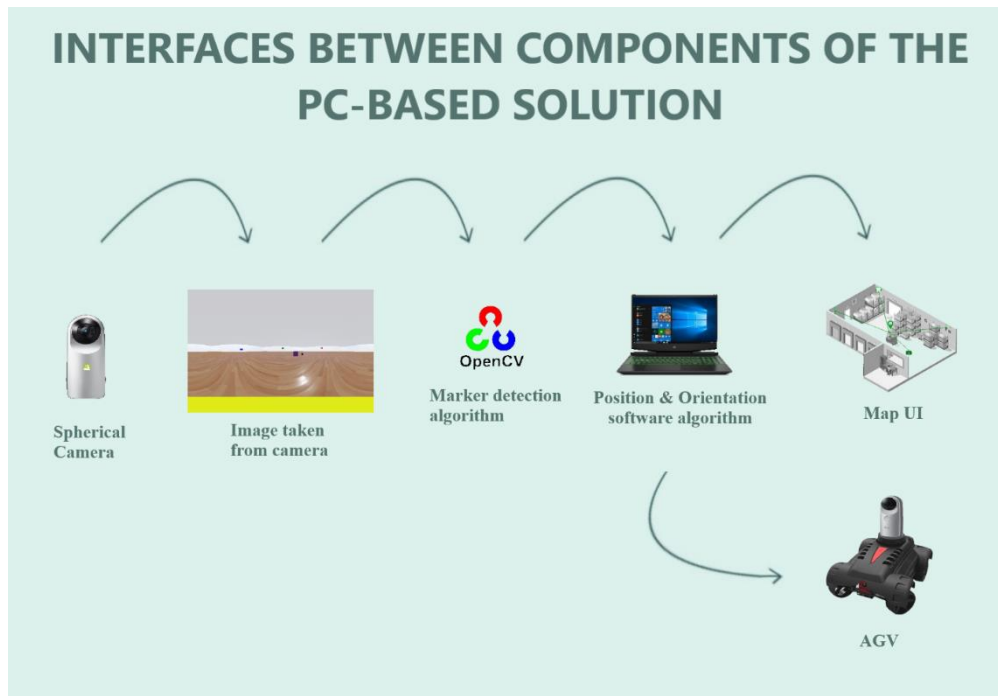 INTERFACES BETWEEN COMPONENTS OF THE
PC-BASED SOLUTION
OpenCV
Spherical
Camera
Image taken
from camera
Marker detection
algorithm
Position & Orientation
software algorithm
Map UI
AGV